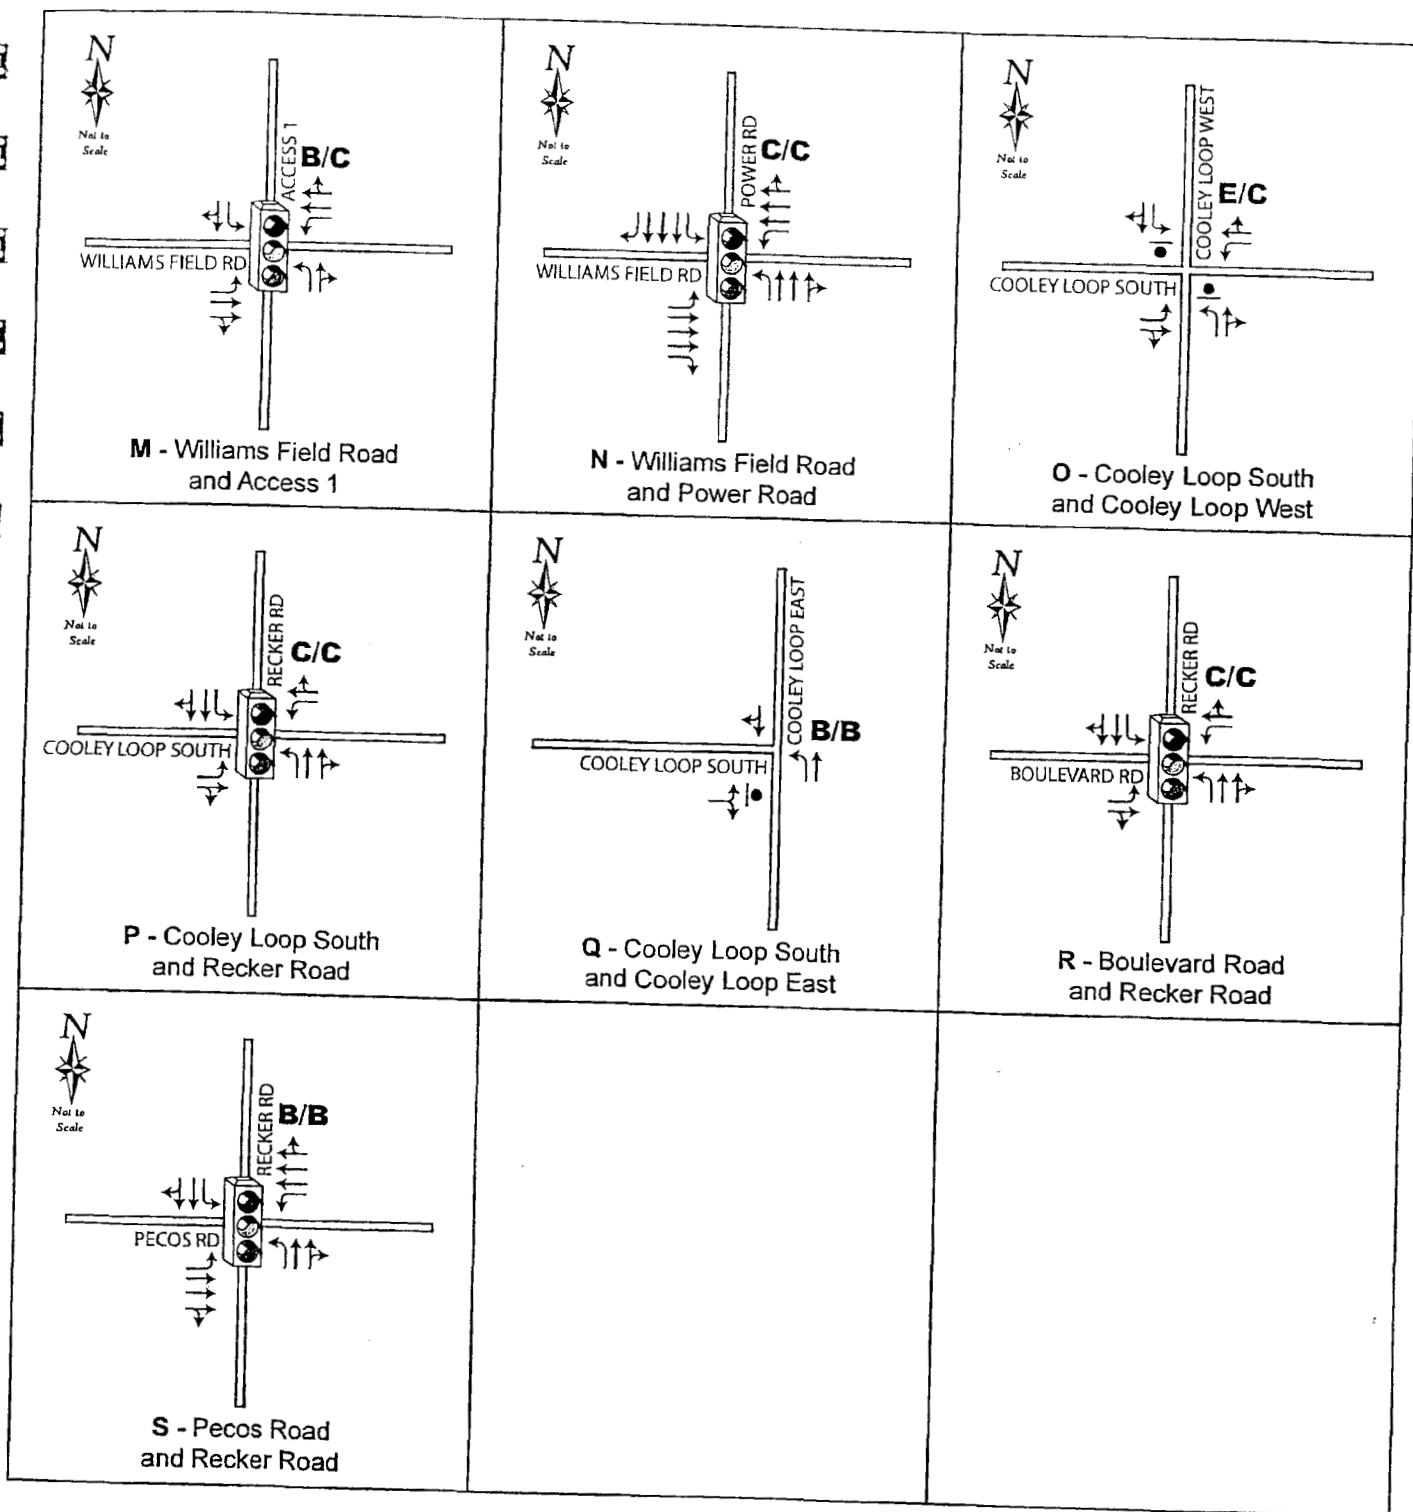 N
Not to
Scale
ACCESS 1
B/C
WILLIAMS FIELD RD
M - Williams Field Road
and Access 1
N
Not to
Scale
POWER RD
C/C
WILLIAMS FIELD RD
N - Williams Field Road
and Power Road
N
Not to
Scale
COOLEY LOOP WEST
E/C
COOLEY LOOP SOUTH
O - Cooley Loop South
and Cooley Loop West
N
Not to
Scale
RECKER RD
C/C
COOLEY LOOP SOUTH
P - Cooley Loop South
and Recker Road
N
Not to
Scale
COOLEY LOOP EAST
B/B
COOLEY LOOP SOUTH
Q - Cooley Loop South
and Cooley Loop East
N
Not to
Scale
RECKER RD
C/C
BOULEVARD RD
R - Boulevard Road
and Recker Road
N
Not to
Scale
RECKER RD
B/B
PECOS RD
S - Pecos Road
and Recker Road